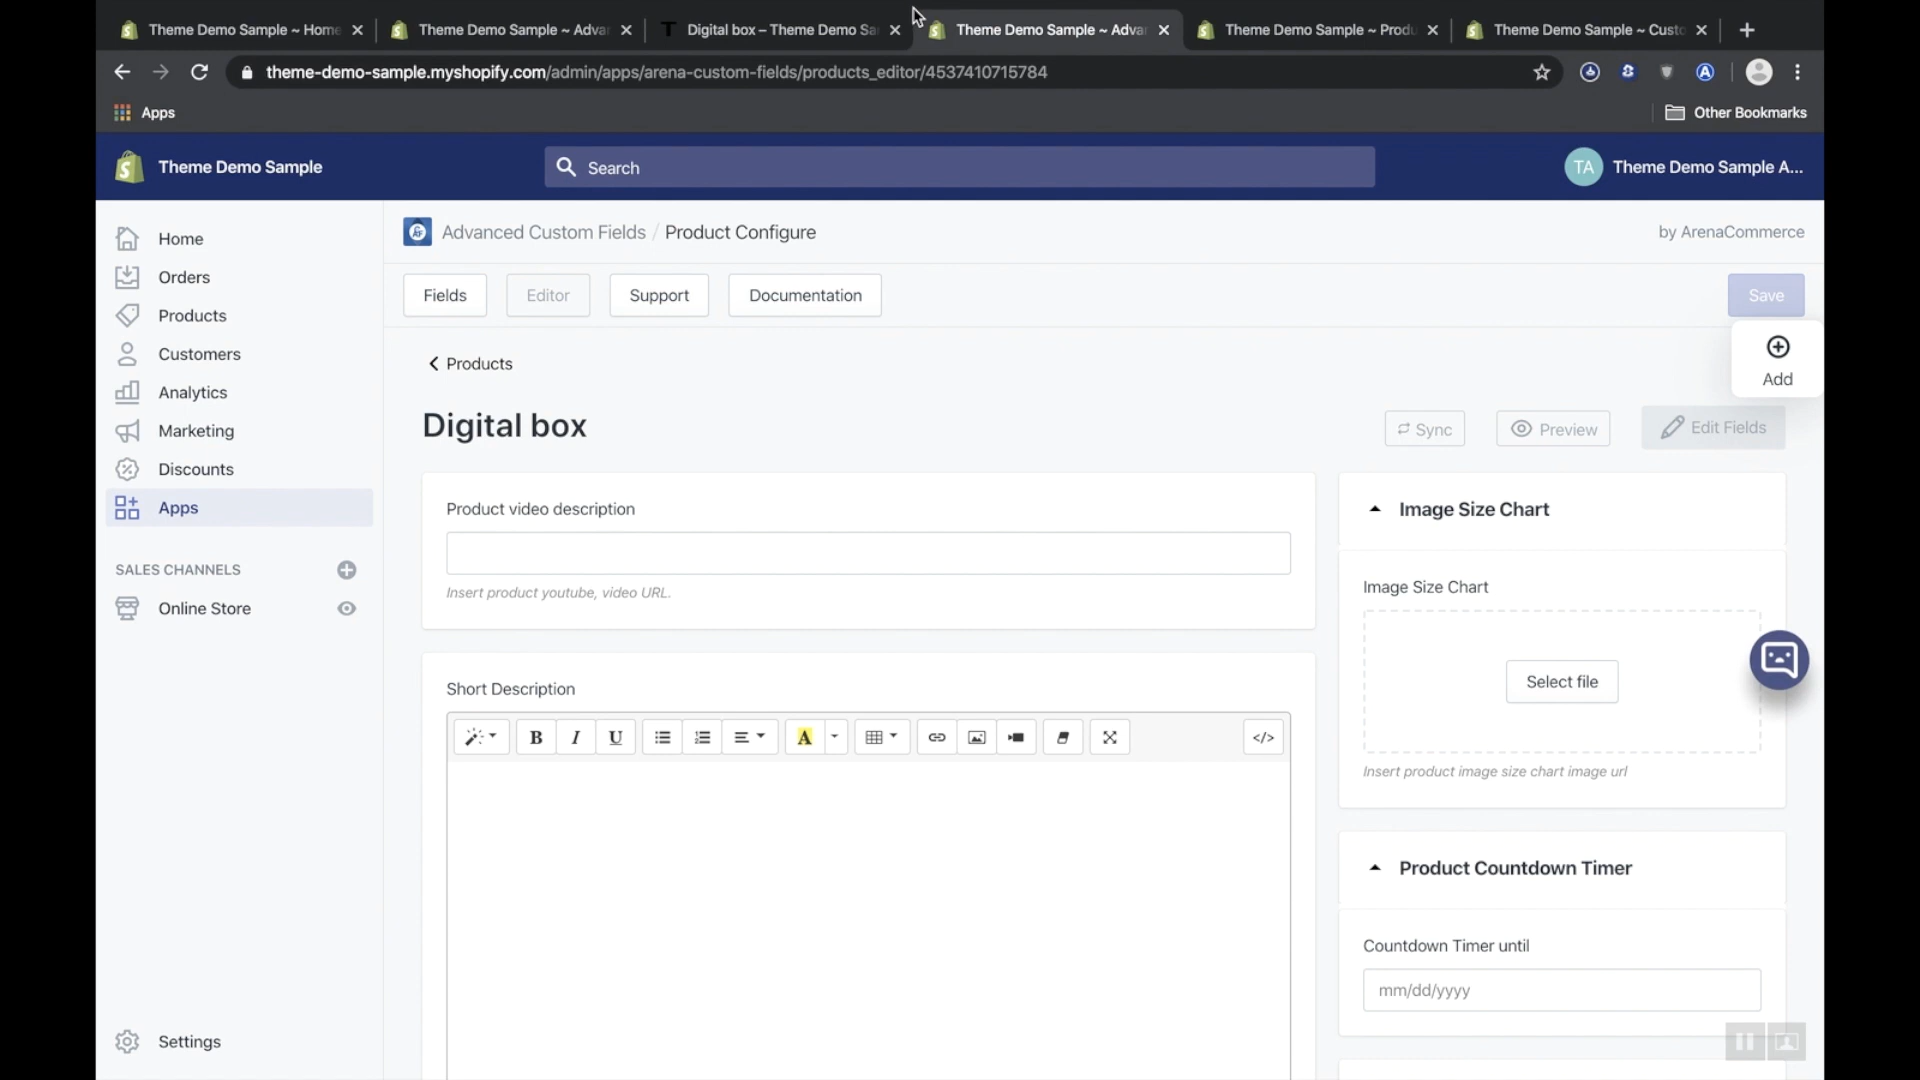 Theme Demo Sample ~ Home
Theme Demo Sample ~ Adva
Digital box – Theme Demo Sa
Theme Demo Sample ~ Adva
Theme Demo Sample ~ Produ
Theme Demo Sample ~ Custo
theme-demo-sample.myshopify.com/admin/apps/arena-custom-fields/products_editor/4537410715784
Apps
Other Bookmarks
Theme Demo Sample
Search
TA
Theme Demo Sample A...
Home
Orders
Products
Customers
Analytics
Marketing
Discounts
Apps
SALES CHANNELS
Online Store
Settings
Advanced Custom Fields / Product Configure
by ArenaCommerce
Fields
Editor
Support
Documentation
Save
Add
Products
Digital box
Sync
Preview
Edit Fields
Product video description
Insert product youtube, video URL.
Short Description
B
I
U
A
</>
Image Size Chart
Image Size Chart
Select file
Insert product image size chart image url
Product Countdown Timer
Countdown Timer until
mm/dd/yyyy